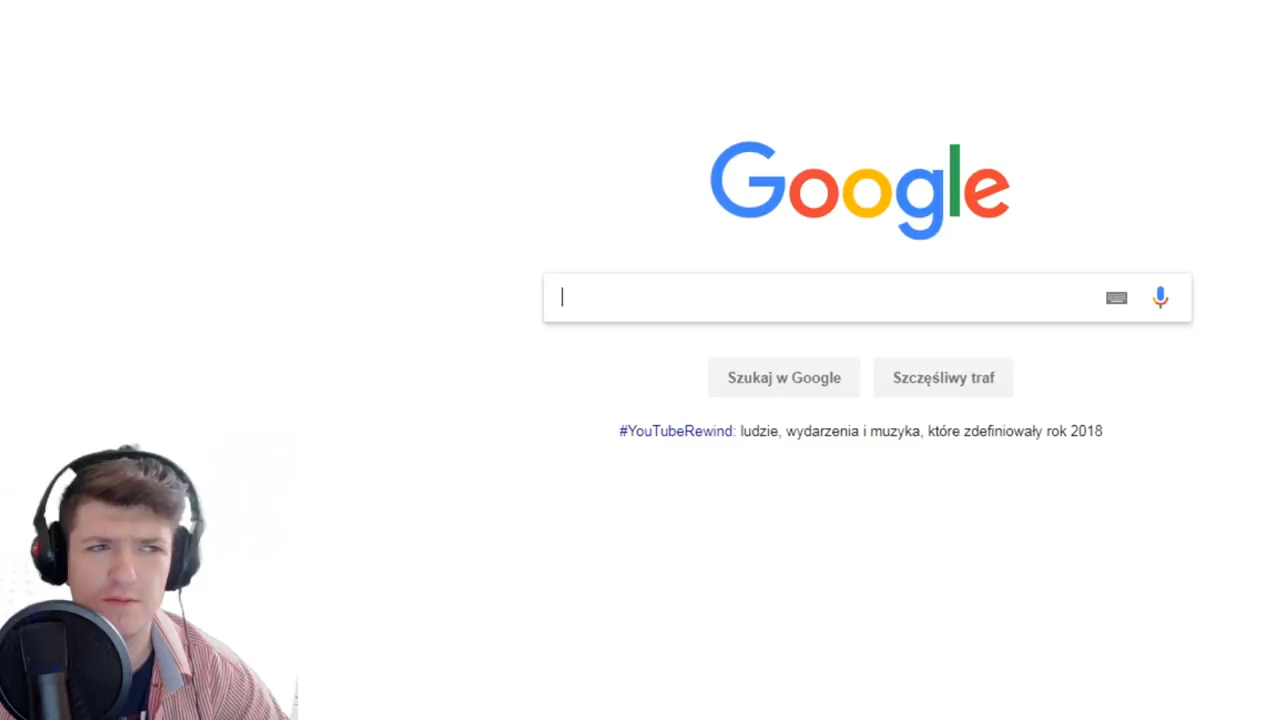 Google
Szukaj w Google
Szczęśliwy traf
#YouTubeRewind: ludzie, wydarzenia i muzyka, które zdefiniowały rok 2018